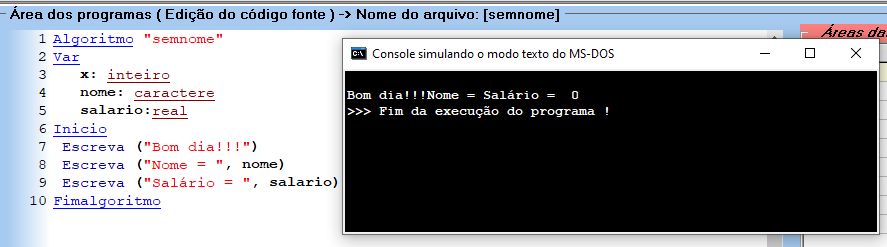 Área dos programas ( Edição do código fonte ) -> Nome do arquivo: [semnome]
Áreas da
1 Algoritmo "semnome"
2 Var
3 x: inteiro
4 nome: caractere
5 salario:real
6 Inicio
7 Escreva ("Bom dia!!!")
8 Escreva ("Nome = ", nome)
9 Escreva ("Salário = ", salario)
10 Fimalgoritmo
C:\ Console simulando o modo texto do MS-DOS
Bom dia!!!Nome = Salário =  0
>>> Fim da execução do programa !